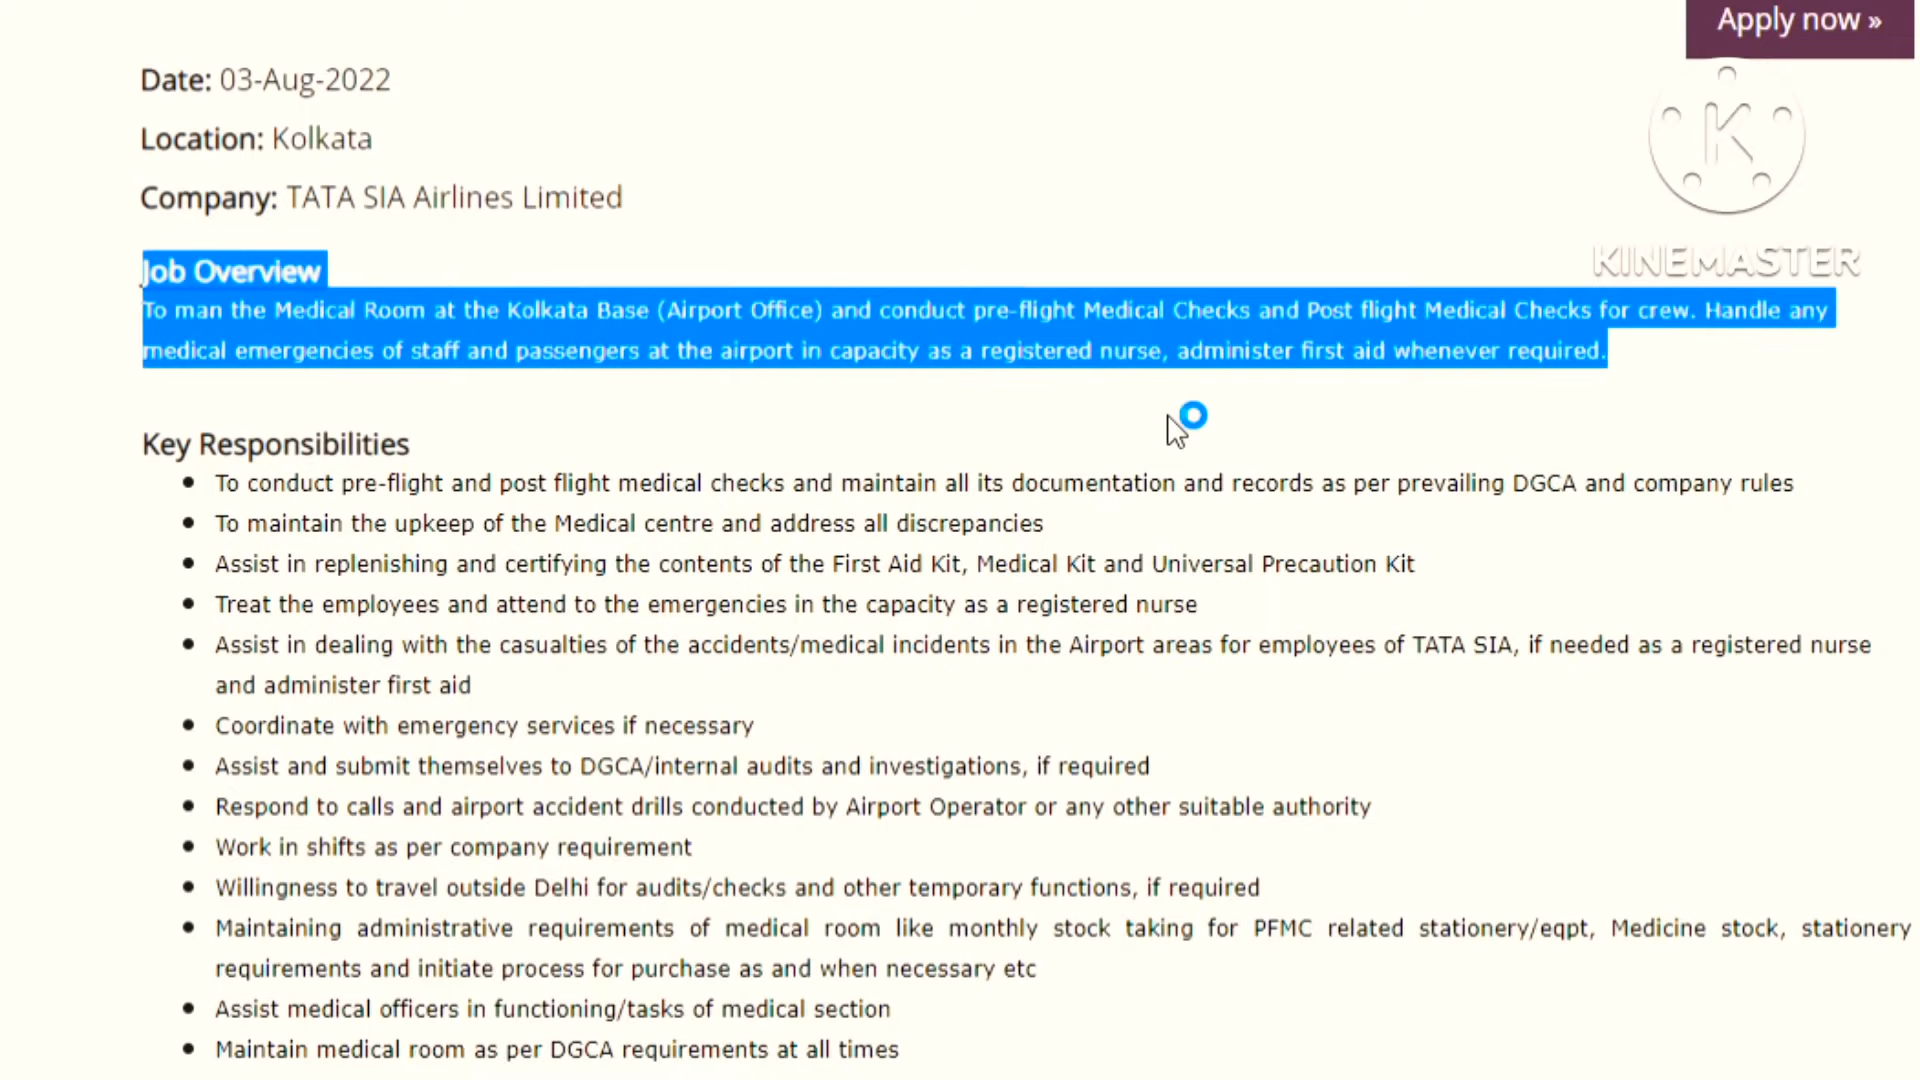 Apply now »
Date: 03-Aug-2022
Location: Kolkata
Company: TATA SIA Airlines Limited
K
KINEMASTER
Job Overview
To man the Medical Room at the Kolkata Base (Airport Office) and conduct pre-flight Medical Checks and Post flight Medical Checks for crew. Handle any
medical emergencies of staff and passengers at the airport in capacity as a registered nurse, administer first aid whenever required.
Key Responsibilities
• To conduct pre-flight and post flight medical checks and maintain all its documentation and records as per prevailing DGCA and company rules
• To maintain the upkeep of the Medical centre and address all discrepancies
• Assist in replenishing and certifying the contents of the First Aid Kit, Medical Kit and Universal Precaution Kit
• Treat the employees and attend to the emergencies in the capacity as a registered nurse
• Assist in dealing with the casualties of the accidents/medical incidents in the Airport areas for employees of TATA SIA, if needed as a registered nurse
and administer first aid
• Coordinate with emergency services if necessary
• Assist and submit themselves to DGCA/internal audits and investigations, if required
• Respond to calls and airport accident drills conducted by Airport Operator or any other suitable authority
• Work in shifts as per company requirement
• Willingness to travel outside Delhi for audits/checks and other temporary functions, if required
• Maintaining administrative requirements of medical room like monthly stock taking for PFMC related stationery/eqpt, Medicine stock, stationery
requirements and initiate process for purchase as and when necessary etc
• Assist medical officers in functioning/tasks of medical section
• Maintain medical room as per DGCA requirements at all times